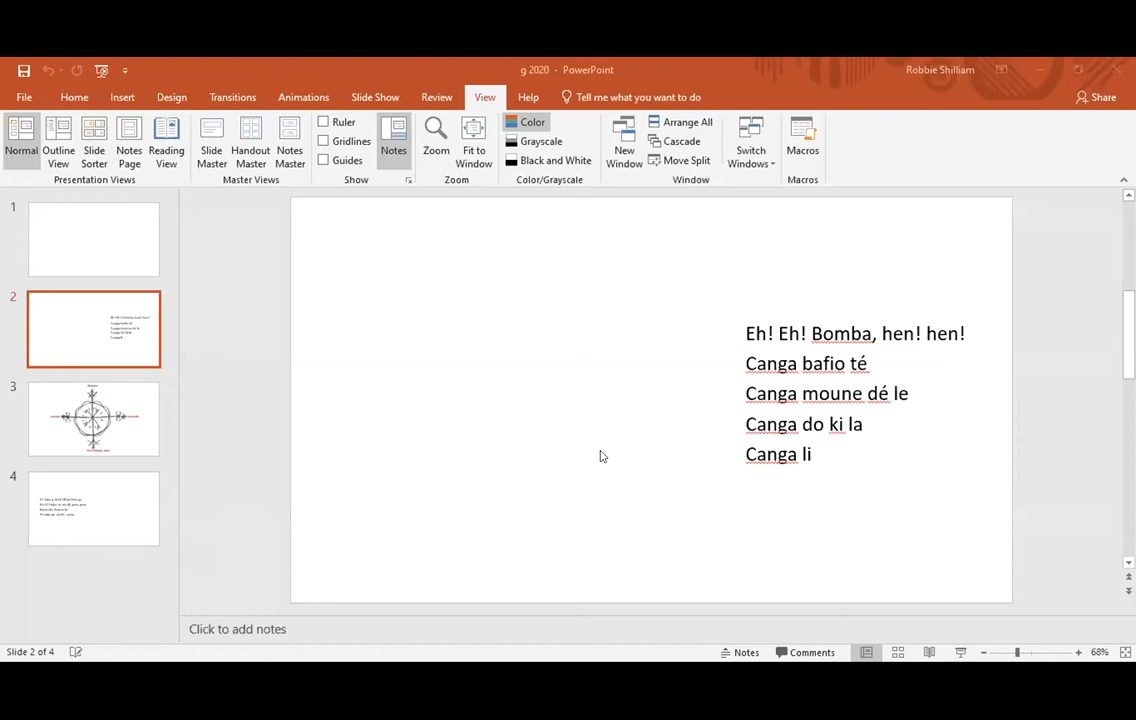 g 2020 - PowerPoint
Robbie Shilliam
File Home Insert Design Transitions Animations Slide Show Review View Help Tell me what you want to do Share
Normal Outline View Slide Sorter Notes Page Reading View
Presentation Views
Slide Master Handout Master Notes Master
Master Views
Ruler
Gridlines
Guides
Show
Notes
Zoom Fit to Window
Zoom
Color
Grayscale
Black and White
Color/Grayscale
New Window
Arrange All
Cascade
Move Split
Switch Windows
Window
Macros
Macros
1
2
3
4
Eh! Eh! Bomba, hen! hen!
Canga bafio té
Canga moune dé le
Canga do ki la
Canga li
Click to add notes
Slide 2 of 4
Notes Comments 68%